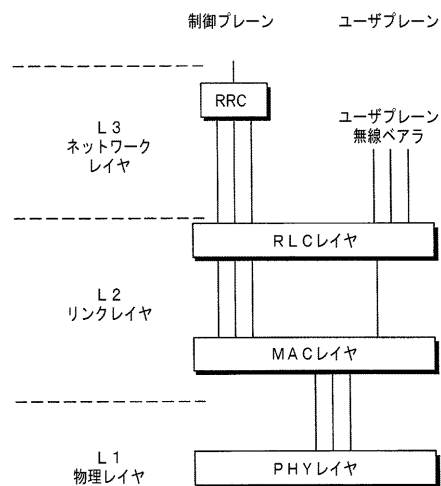 制御プレーン
ユーザプレーン
RRC
L3
ネットワーク
レイヤ
ユーザプレーン
無線ベアラ
RLCレイヤ
L2
リンクレイヤ
MACレイヤ
L1
物理レイヤ
PHYレイヤ